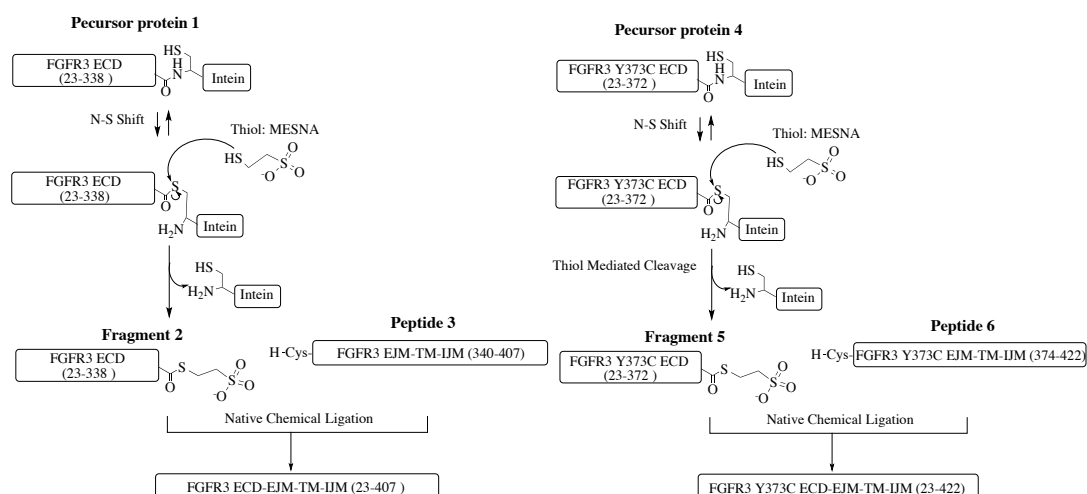 Pecursor protein 1
FGFR3 ECD
(23-338 )
HS
H
N
O
Intein
N-S Shift
Thiol: MESNA
HS
S
O
O
-O
FGFR3 ECD
(23-338)
S
O
H2N
Intein
HS
H2N
Intein
Fragment 2
FGFR3 ECD
(23-338 )
S
O
S
O
O
-O
Peptide 3
H-Cys-
FGFR3 EJM-TM-IJM (340-407)
Native Chemical Ligation
FGFR3 ECD-EJM-TM-IJM (23-407 )
Pecursor protein 4
FGFR3 Y373C ECD
(23-372 )
HS
H
N
O
Intein
N-S Shift
Thiol: MESNA
HS
S
O
O
-O
FGFR3 Y373C ECD
(23-372 )
S
O
H2N
Intein
Thiol Mediated Cleavage
HS
H2N
Intein
Fragment 5
FGFR3 Y373C ECD
(23-372 )
S
O
S
O
O
-O
Peptide 6
H-Cys-
FGFR3 Y373C EJM-TM-IJM (374-422)
Native Chemical Ligation
FGFR3 Y373C ECD-EJM-TM-IJM (23-422)